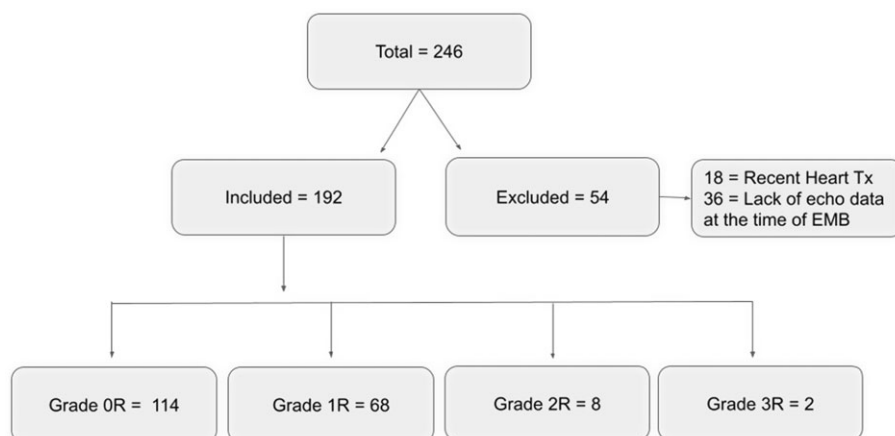 Total = 246
Included = 192
Excluded = 54
18 = Recent Heart Tx
36 = Lack of echo data
at the time of EMB
Grade 0R = 114
Grade 1R = 68
Grade 2R = 8
Grade 3R = 2